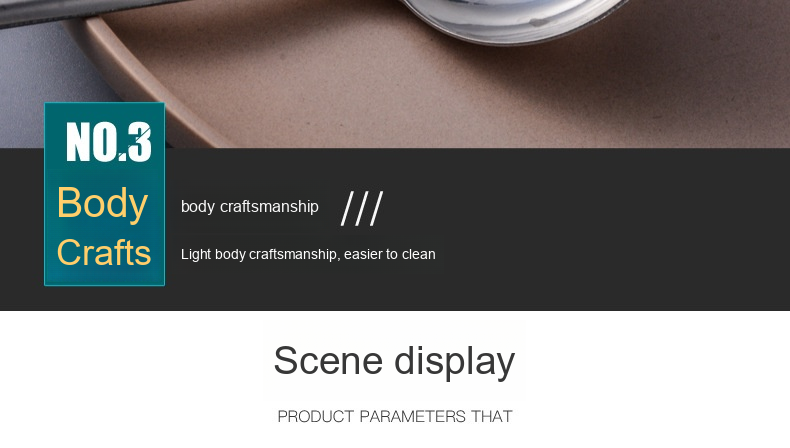 NO.3
Body
Crafts
body craftsmanship ///
Light body craftsmanship, easier to clean
Scene display
PRODUCT PARAMETERS THAT